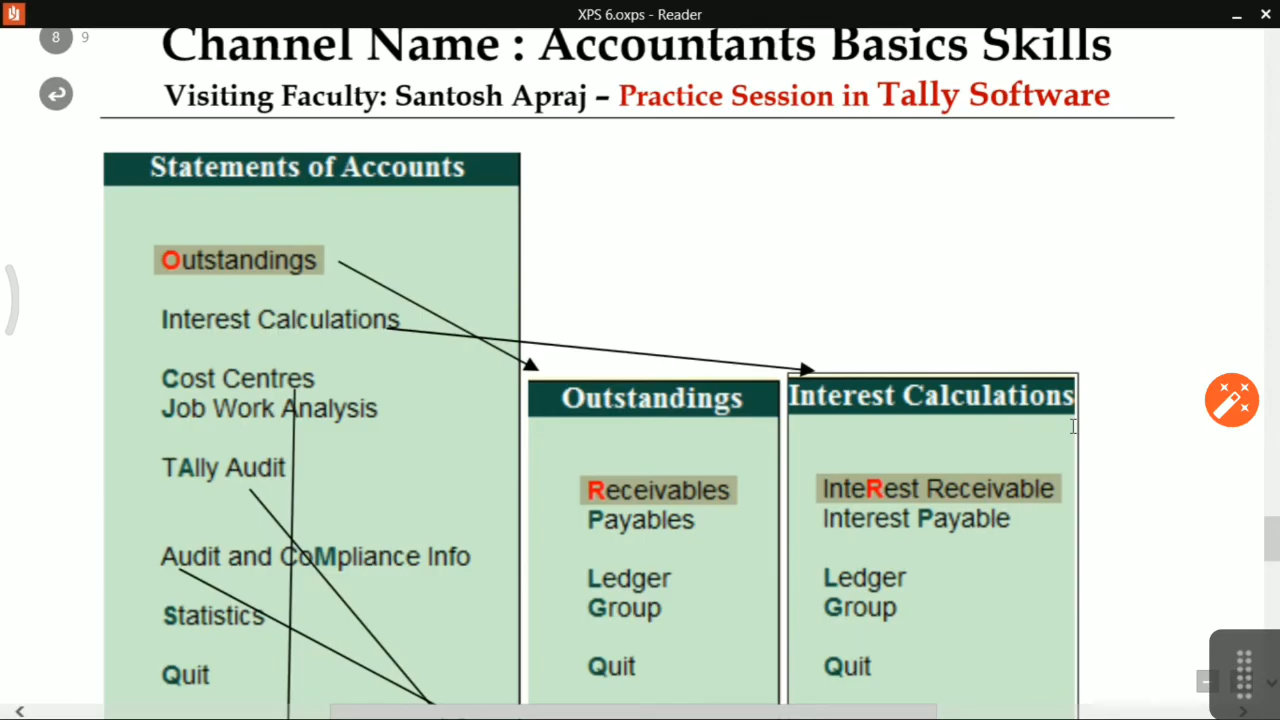 XPS 6.oxps - Reader
8 9
Channel Name : Accountants Basics Skills
Visiting Faculty: Santosh Apraj – Practice Session in Tally Software
Statements of Accounts
Outstandings
Interest Calculations
Cost Centres
Job Work Analysis
TAlly Audit
Audit and CoMpliance Info
Statistics
Quit
Outstandings
Receivables
Payables
Ledger
Group
Quit
Interest Calculations
InteRest Receivable
Interest Payable
Ledger
Group
Quit